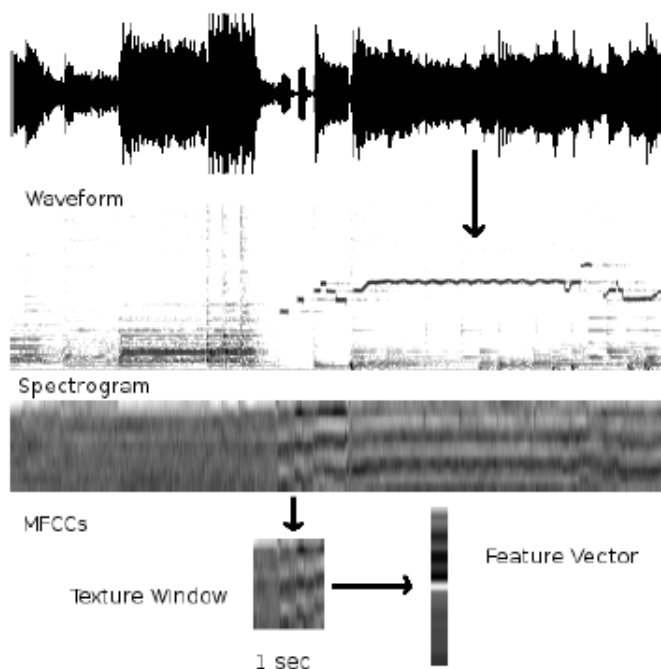 Waveform
Spectrogram
MFCCs
Feature Vector
Texture Window
1 sec